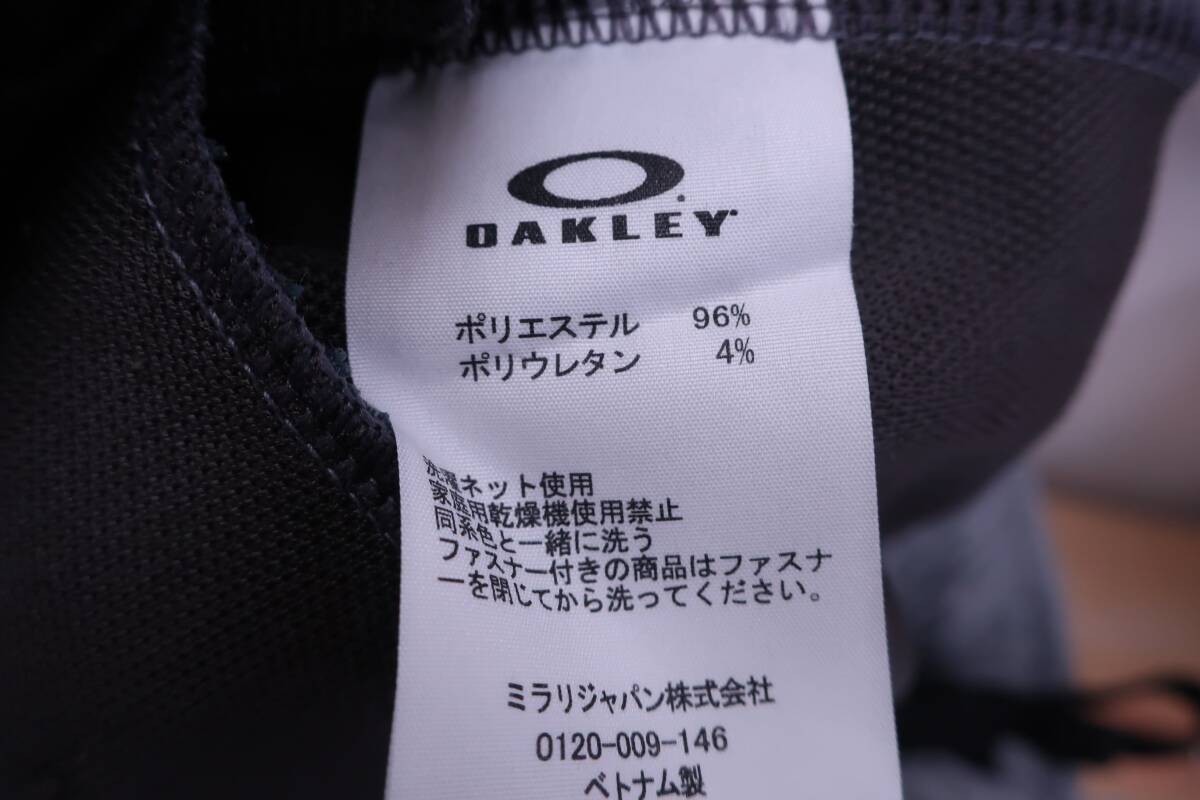 OAKLEY
ポリエステル 96%
ポリウレタン 4%
洗濯ネット使用
家庭用乾燥機使用禁止
同系色と一緒に洗う
ファスナー付きの商品はファスナ
ーを閉じてから洗ってください。
ミラリジャパン株式会社
0120-009-146
ベトナム製